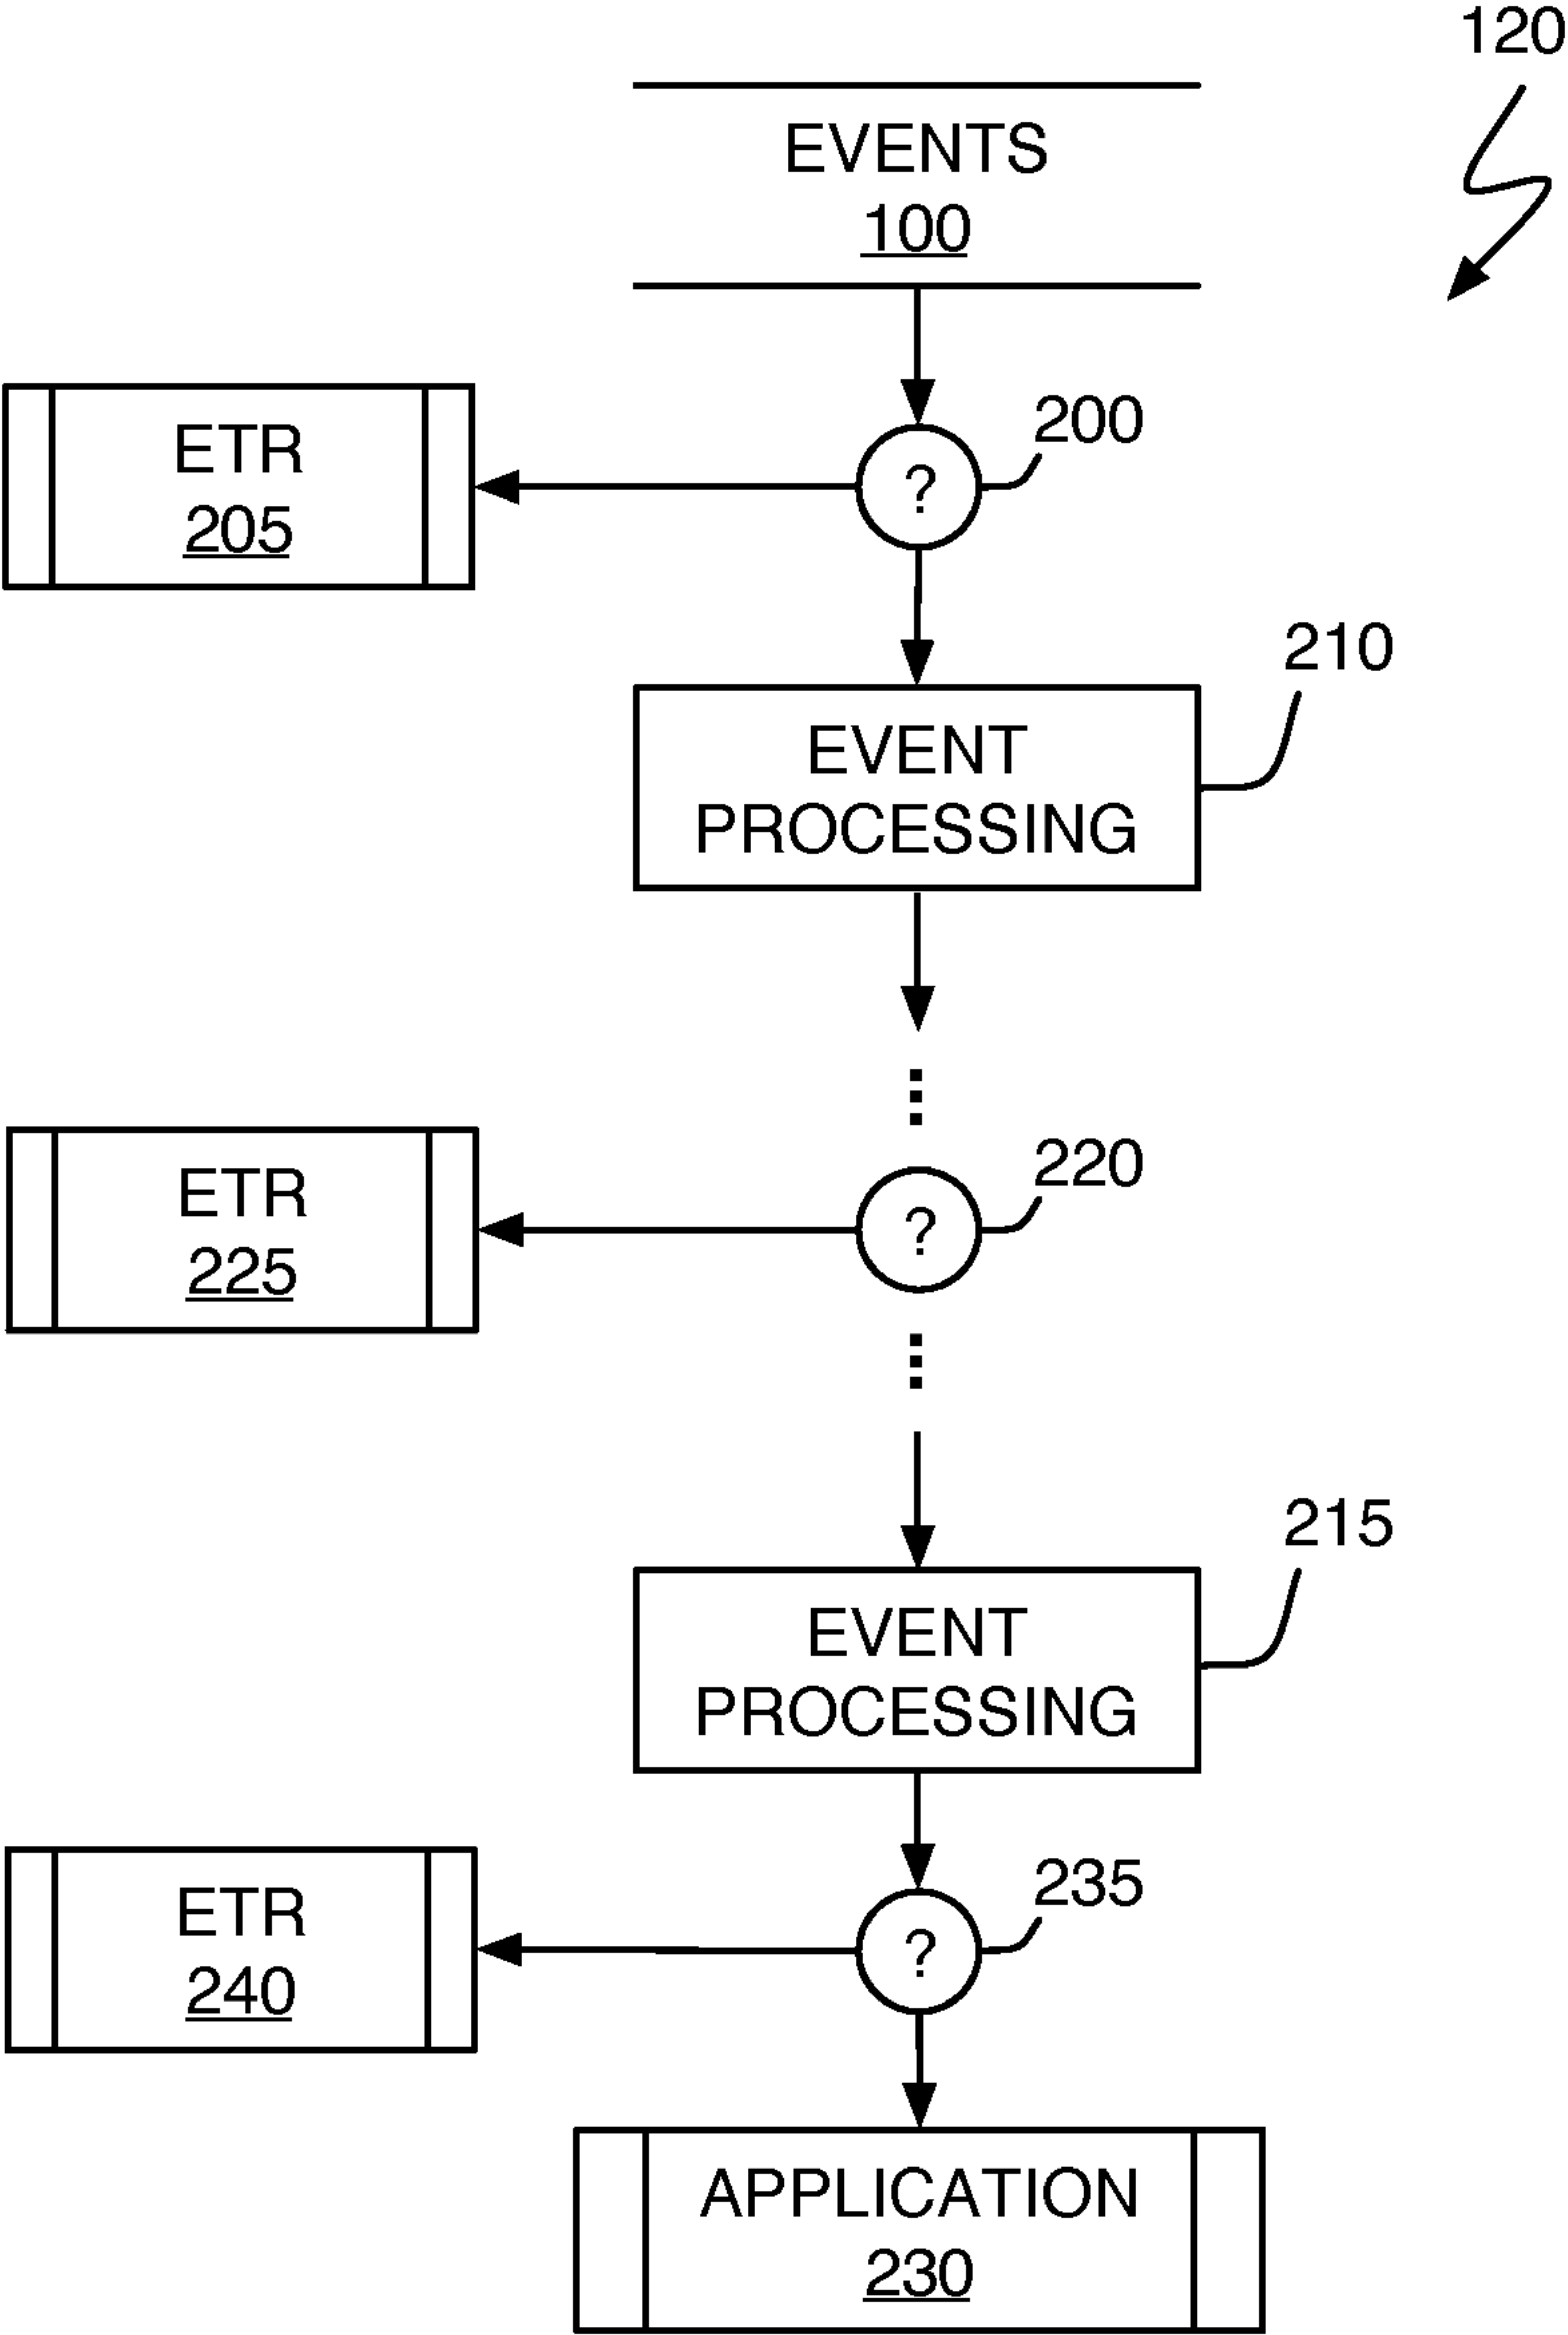 120
EVENTS
100
200
ETR
205
?
210
EVENT
PROCESSING
220
ETR
225
?
215
EVENT
PROCESSING
235
ETR
240
?
APPLICATION
230